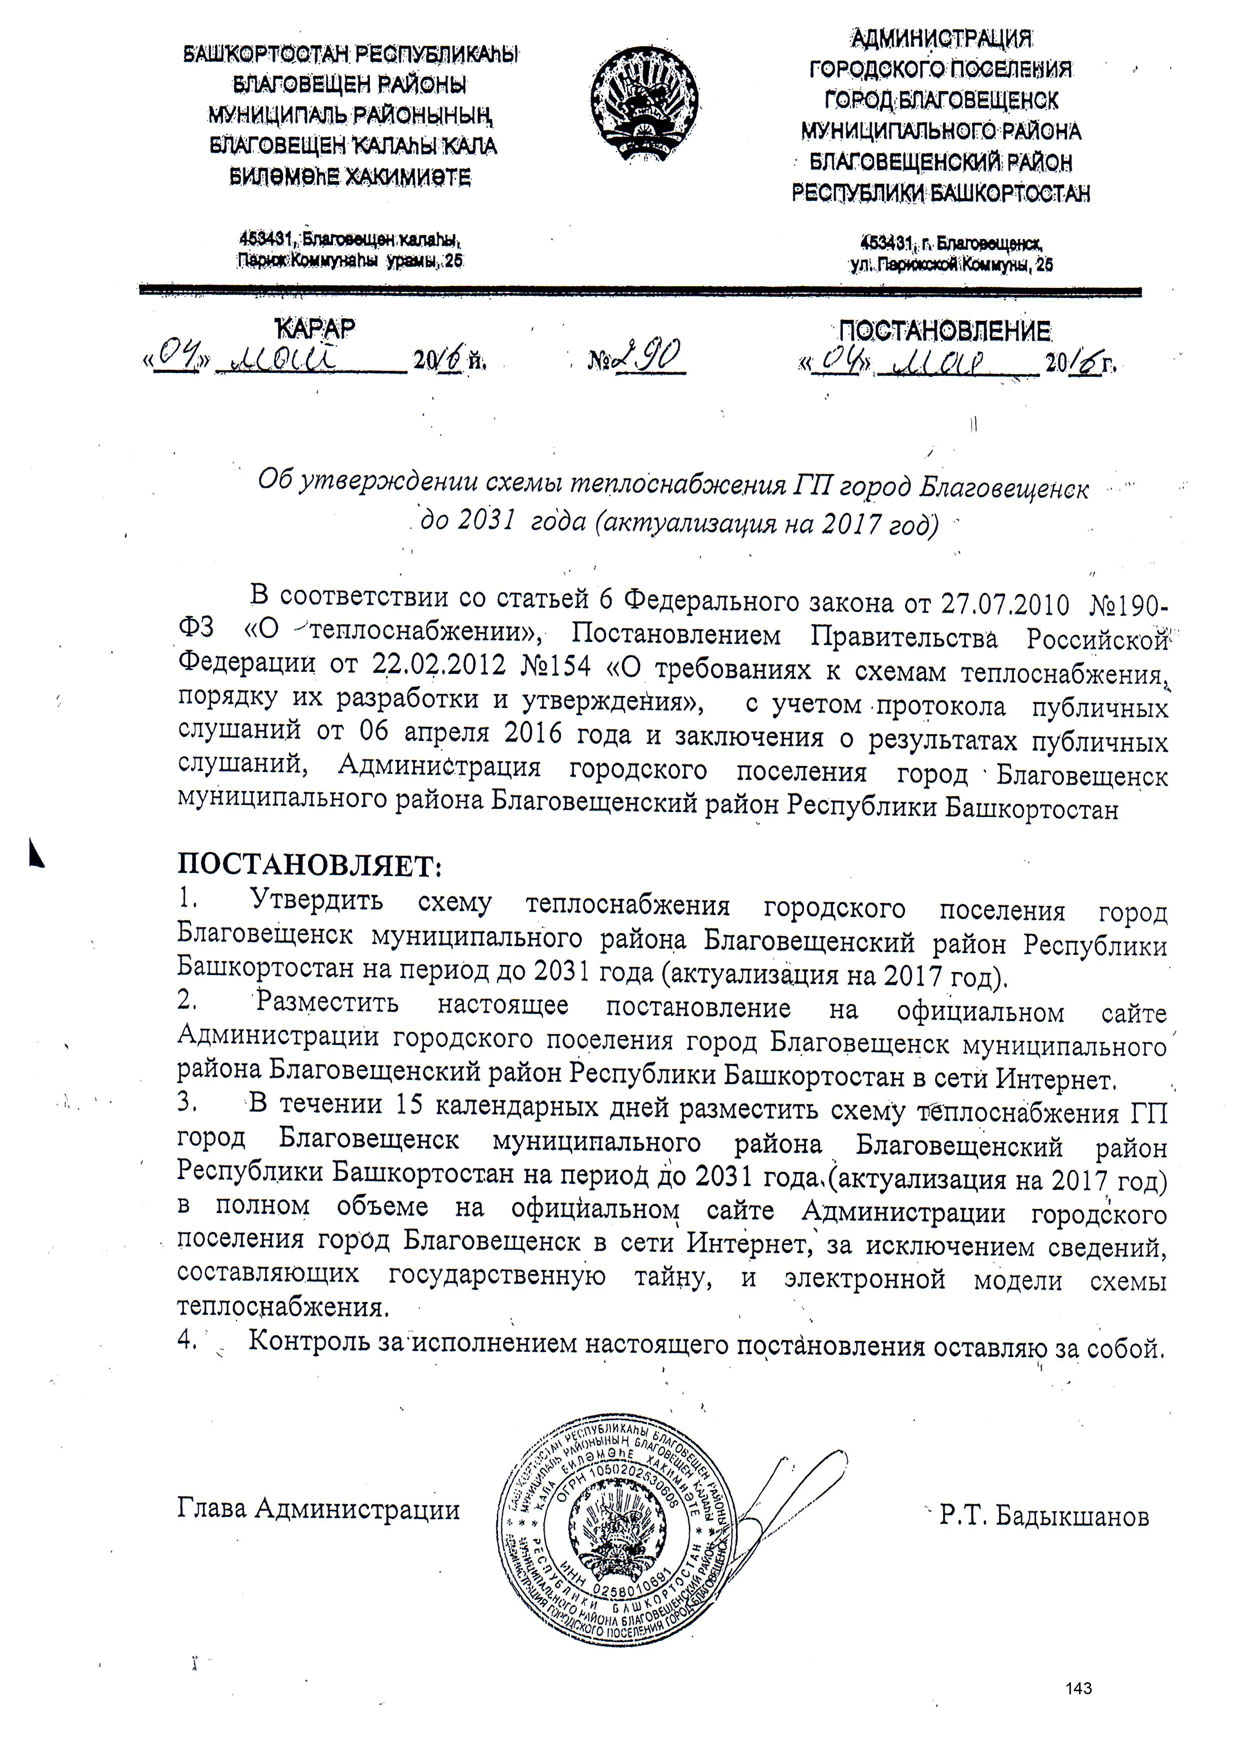 БАШҠОРТОСТАН РЕСПУБЛИКАҺЫ
БЛАГОВЕЩЕН РАЙОНЫ
МУНИЦИПАЛЬ РАЙОНЫНЫҢ
БЛАГОВЕЩЕН ҠАЛАҺЫ ҠАЛА
БИЛӘМӘҺЕ ХАКИМИӘТЕ
453431, Благовещен калаһы,
Париж Коммунаһы урамы, 25
АДМИНИСТРАЦИЯ
ГОРОДСКОГО ПОСЕЛЕНИЯ
ГОРОД БЛАГОВЕЩЕНСК
МУНИЦИПАЛЬНОГО РАЙОНА
БЛАГОВЕЩЕНСКИЙ РАЙОН
РЕСПУБЛИКИ БАШКОРТОСТАН
453431, г. Благовещенск,
ул. Парижской Коммуны, 25
ҠАРАР
«04» май 2016 й.
№ 290
ПОСТАНОВЛЕНИЕ
«04» мая 2016 г.
Об утверждении схемы теплоснабжения ГП город Благовещенск
до 2031 года (актуализация на 2017 год)
В соответствии со статьей 6 Федерального закона от 27.07.2010 №190-
ФЗ «О теплоснабжении», Постановлением Правительства Российской
Федерации от 22.02.2012 №154 «О требованиях к схемам теплоснабжения,
порядку их разработки и утверждения», с учетом протокола публичных
слушаний от 06 апреля 2016 года и заключения о результатах публичных
слушаний, Администрация городского поселения город Благовещенск
муниципального района Благовещенский район Республики Башкортостан
ПОСТАНОВЛЯЕТ:
1. Утвердить схему теплоснабжения городского поселения город
Благовещенск муниципального района Благовещенский район Республики
Башкортостан на период до 2031 года (актуализация на 2017 год).
2. Разместить настоящее постановление на официальном сайте
Администрации городского поселения город Благовещенск муниципального
района Благовещенский район Республики Башкортостан в сети Интернет.
3. В течении 15 календарных дней разместить схему теплоснабжения ГП
город Благовещенск муниципального района Благовещенский район
Республики Башкортостан на период до 2031 года (актуализация на 2017 год)
в полном объеме на официальном сайте Администрации городского
поселения город Благовещенск в сети Интернет, за исключением сведений,
составляющих государственную тайну, и электронной модели схемы
теплоснабжения.
4. Контроль за исполнением настоящего постановления оставляю за собой.
Глава Администрации
Р.Т. Бадыкшанов
БАШҠОРТОСТАН РЕСПУБЛИКАҺЫ БЛАГОВЕЩЕН РАЙОНЫ
МУНИЦИПАЛЬ РАЙОНЫНЫҢ БЛАГОВЕЩЕН ҠАЛАҺЫ
ҠАЛА БИЛӘМӘҺЕ ХАКИМИӘТЕ
ОГРН 1050202530608
ИНН 0258010691
РЕСПУБЛИКИ БАШКОРТОСТАН
МУНИЦИПАЛЬНОГО РАЙОНА БЛАГОВЕЩЕНСКИЙ РАЙОН
АДМИНИСТРАЦИЯ ГОРОДСКОГО ПОСЕЛЕНИЯ ГОРОД БЛАГОВЕЩЕНСК
143